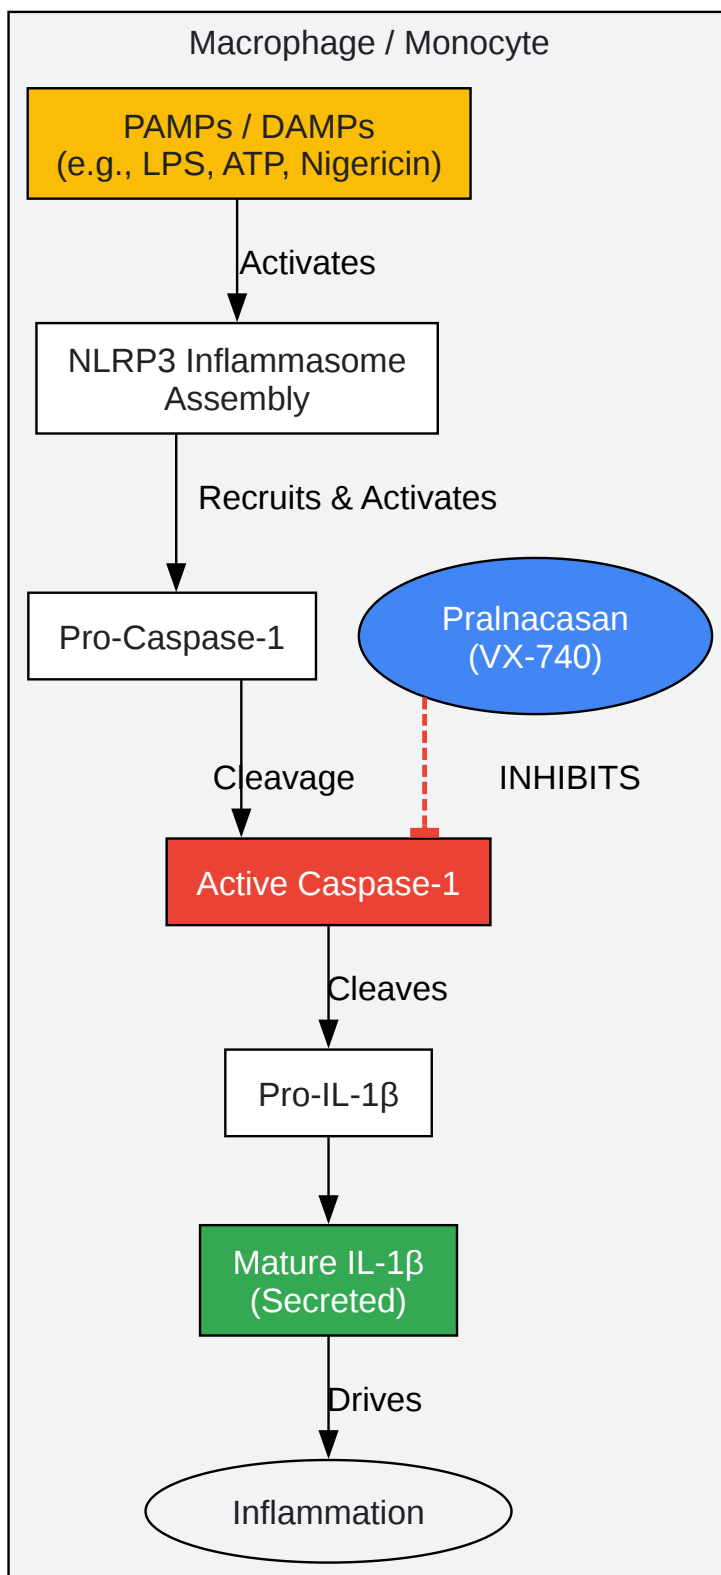 Macrophage / Monocyte
PAMPs / DAMPs
(e.g., LPS, ATP, Nigericin)
Activates
NLRP3 Inflammasome
Assembly
Recruits & Activates
Pro-Caspase-1
Pralnacasan
(VX-740)
Cleavage
INHIBITS
Active Caspase-1
Cleaves
Pro-IL-1β
Mature IL-1β
(Secreted)
Drives
Inflammation